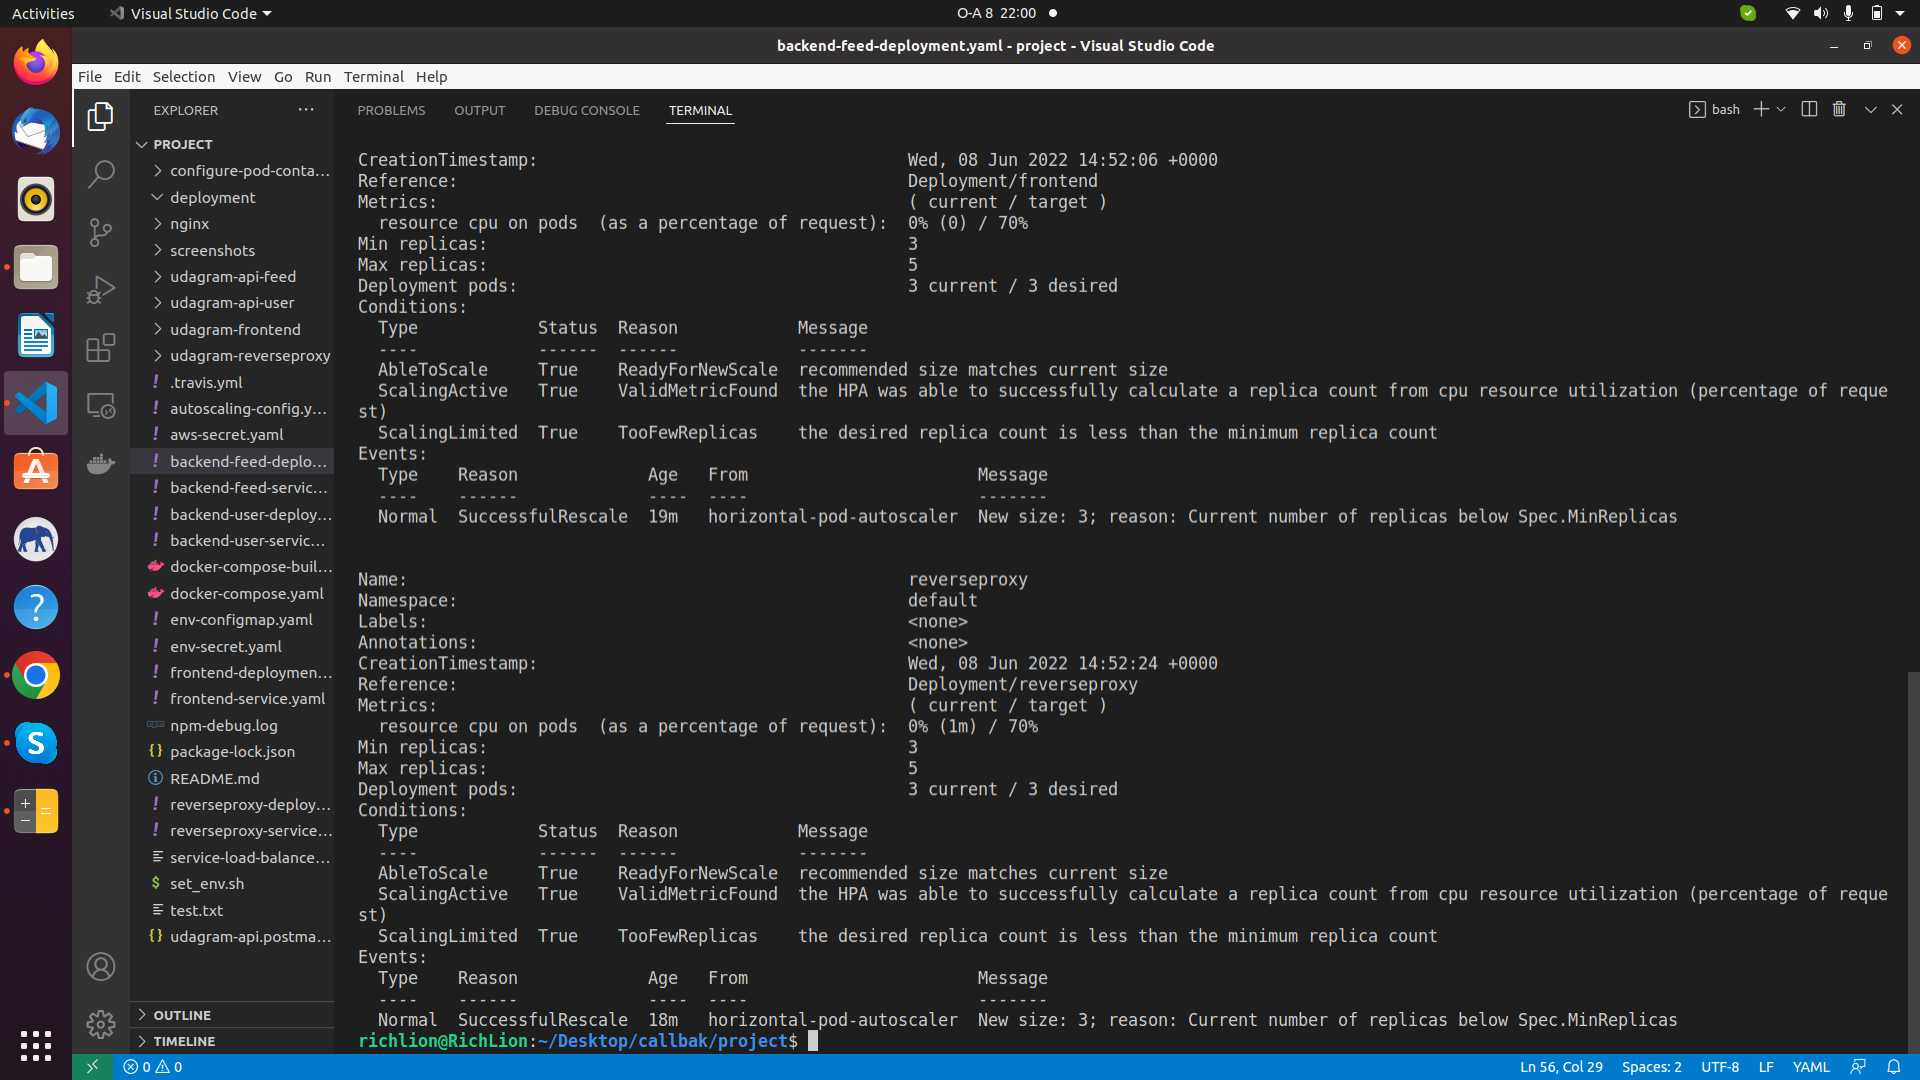 Activities
Visual Studio Code
O-A 8 22:00
backend-feed-deployment.yaml - project - Visual Studio Code
File Edit Selection View Go Run Terminal Help
EXPLORER
PROJECT
configure-pod-conta...
deployment
nginx
screenshots
udagram-api-feed
udagram-api-user
udagram-frontend
udagram-reverseproxy
.travis.yml
autoscaling-config.y...
aws-secret.yaml
backend-feed-deplo...
backend-feed-servic...
backend-user-deploy...
backend-user-servic...
docker-compose-buil...
docker-compose.yaml
env-configmap.yaml
env-secret.yaml
frontend-deploymen...
frontend-service.yaml
npm-debug.log
package-lock.json
README.md
reverseproxy-deploy...
reverseproxy-service...
service-load-balance...
set_env.sh
test.txt
udagram-api.postma...
OUTLINE
TIMELINE
PROBLEMS OUTPUT DEBUG CONSOLE TERMINAL
bash
CreationTimestamp: Wed, 08 Jun 2022 14:52:06 +0000
Reference: Deployment/frontend
Metrics: ( current / target )
resource cpu on pods (as a percentage of request): 0% (0) / 70%
Min replicas: 3
Max replicas: 5
Deployment pods: 3 current / 3 desired
Conditions:
Type Status Reason Message
---- ------ ------ -------
AbleToScale True ReadyForNewScale recommended size matches current size
ScalingActive True ValidMetricFound the HPA was able to successfully calculate a replica count from cpu resource utilization (percentage of reque
st)
ScalingLimited True TooFewReplicas the desired replica count is less than the minimum replica count
Events:
Type Reason Age From Message
---- ------ ---- ---- -------
Normal SuccessfulRescale 19m horizontal-pod-autoscaler New size: 3; reason: Current number of replicas below Spec.MinReplicas
Name: reverseproxy
Namespace: default
Labels: <none>
Annotations: <none>
CreationTimestamp: Wed, 08 Jun 2022 14:52:24 +0000
Reference: Deployment/reverseproxy
Metrics: ( current / target )
resource cpu on pods (as a percentage of request): 0% (1m) / 70%
Min replicas: 3
Max replicas: 5
Deployment pods: 3 current / 3 desired
Conditions:
Type Status Reason Message
---- ------ ------ -------
AbleToScale True ReadyForNewScale recommended size matches current size
ScalingActive True ValidMetricFound the HPA was able to successfully calculate a replica count from cpu resource utilization (percentage of reque
st)
ScalingLimited True TooFewReplicas the desired replica count is less than the minimum replica count
Events:
Type Reason Age From Message
---- ------ ---- ---- -------
Normal SuccessfulRescale 18m horizontal-pod-autoscaler New size: 3; reason: Current number of replicas below Spec.MinReplicas
richlion@RichLion:~/Desktop/callbak/project$
0 0
Ln 56, Col 29 Spaces: 2 UTF-8 LF YAML